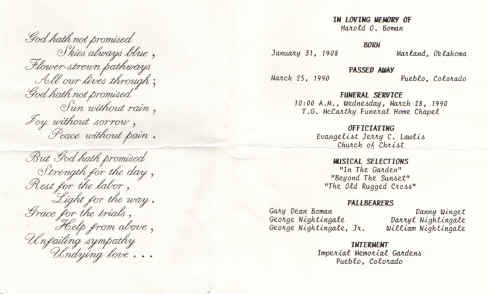 God hath not promised
Skies always blue,
Flower-strewn pathways
All our lives through;
God hath not promised
Sun without rain,
Joy without sorrow,
Peace without pain.
But God hath promised
Strength for the day,
Rest for the labor,
Light for the way.
Grace for the trials,
Help from above,
Unfailing sympathy
Undying love...
IN LOVING MEMORY OF
Harold O. Boman
BORN
January 31, 1908 Marland, Oklahoma
PASSED AWAY
March 25, 1990 Pueblo, Colorado
FUNERAL SERVICE
10:00 A.M., Wednesday, March 28, 1990
T.G. McCarthy Funeral Home Chapel
OFFICIATING
Evangelist Jerry C. Lawlis
Church of Christ
MUSICAL SELECTIONS
"In The Garden"
"Beyond The Sunset"
"The Old Rugged Cross"
PALLBEARERS
Gary Dean Boman Danny Winget
George Nightingale Darryl Nightingale
George Nightingale, Jr. William Nightingale
INTERMENT
Imperial Memorial Gardens
Pueblo, Colorado